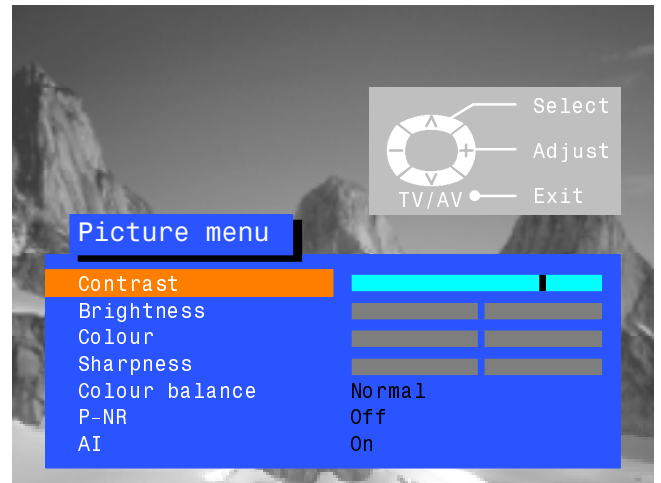 Select
Adjust
TV/AV Exit
Picture menu
Contrast
Brightness
Colour
Sharpness
Colour balance Normal
P-NR Off
AI On